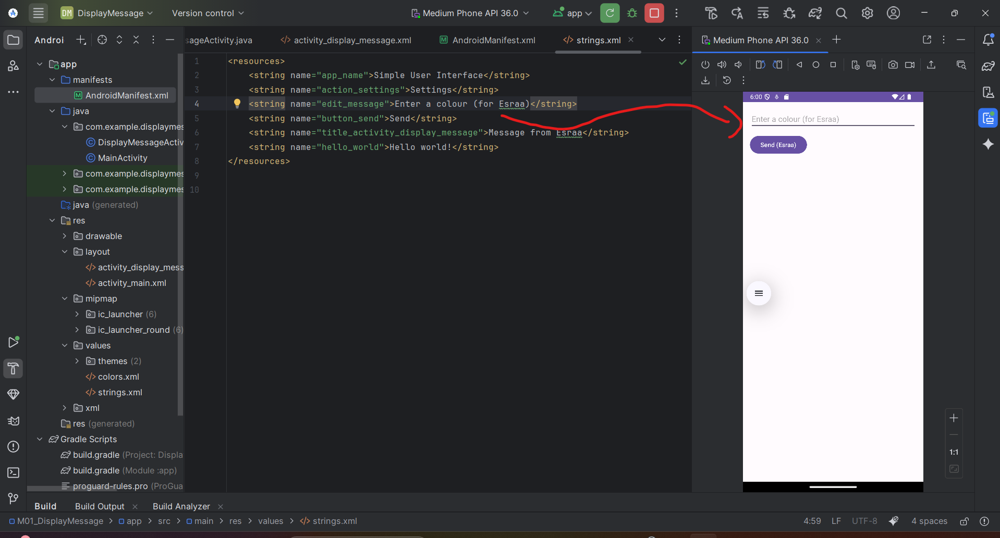 DM DisplayMessage Version control Medium Phone API 36.0 app
Androi
sageActivity.java activity_display_message.xml AndroidManifest.xml strings.xml
Medium Phone API 36.0
app
manifests
AndroidManifest.xml
java
com.example.displaymes
DisplayMessageActiv
MainActivity
com.example.displaymes
com.example.displaymes
java (generated)
res
drawable
layout
activity_display_mess
activity_main.xml
mipmap
ic_launcher (6)
ic_launcher_round (6)
values
themes (2)
colors.xml
strings.xml
xml
res (generated)
Gradle Scripts
build.gradle (Project: Displa
build.gradle (Module :app)
proguard-rules.pro (ProGua
1 <resources>
2 <string name="app_name">Simple User Interface</string>
3 <string name="action_settings">Settings</string>
4 <string name="edit_message">Enter a colour (for Esraa)</string>
5 <string name="button_send">Send</string>
6 <string name="title_activity_display_message">Message from Esraa</string>
7 <string name="hello_world">Hello world!</string>
8 </resources>
9
10
6:00
Enter a colour (for Esraa)
Send (Esraa)
1:1
Build Build Output Build Analyzer
M01_DisplayMessage > app > src > main > res > values > strings.xml
4:59 LF UTF-8 4 spaces